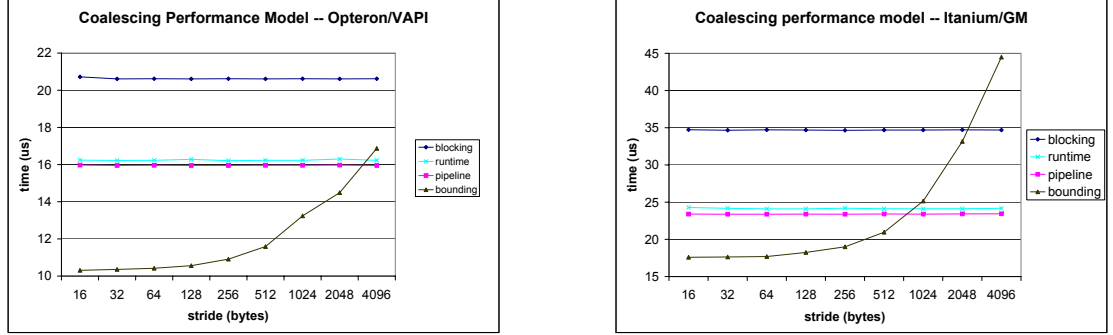 Coalescing Performance Model -- Opteron/VAPI
time (us)
22
20
18
16
14
12
10
16 32 64 128 256 512 1024 2048 4096
stride (bytes)
blocking
runtime
pipeline
bounding
Coalescing performance model -- Itanium/GM
time (us)
45
40
35
30
25
20
15
16 32 64 128 256 512 1024 2048 4096
stride (bytes)
blocking
runtime
pipeline
bounding